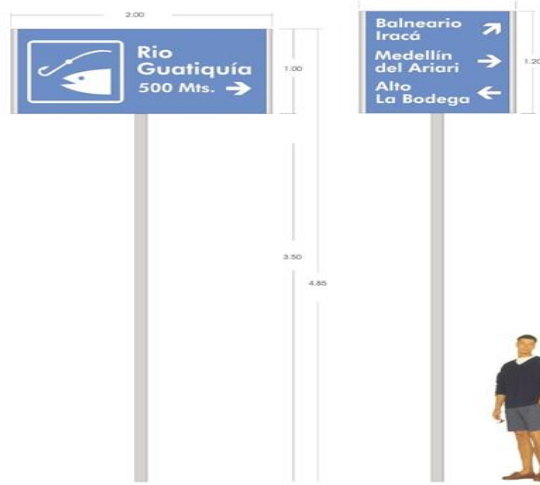 2.00
Rio
Guatiquía
500 Mts.
1.00
3.50
4.85
Balneario
Iracá
Medellín
del Ariari
Alto
La Bodega
1.20